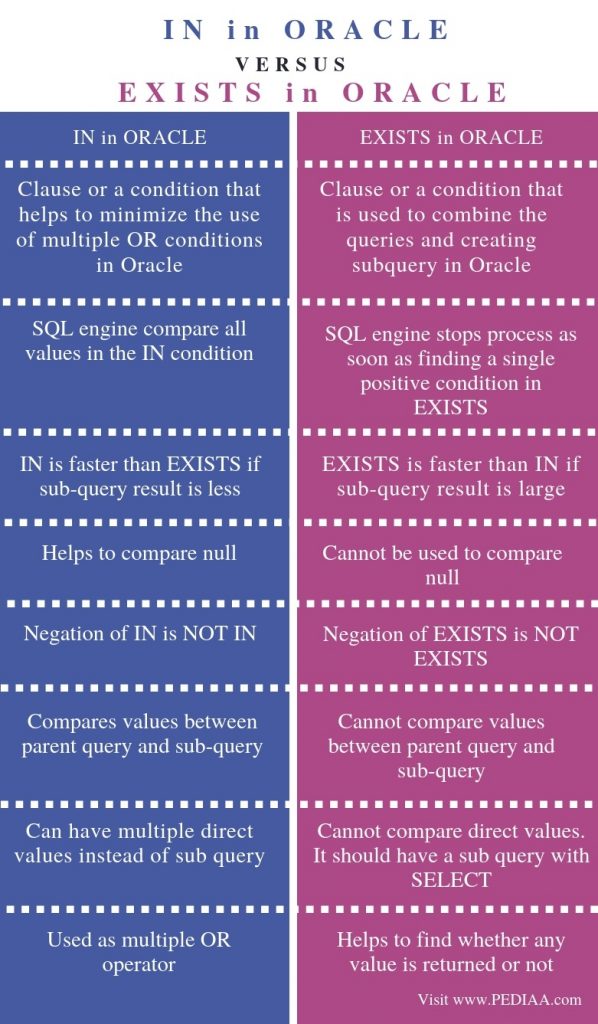 IN in ORACLE
VERSUS
EXISTS in ORACLE
IN in ORACLE
EXISTS in ORACLE
Clause or a condition that
helps to minimize the use
of multiple OR conditions
in Oracle
Clause or a condition that
is used to combine the
queries and creating
subquery in Oracle
SQL engine compare all
values in the IN condition
SQL engine stops process as
soon as finding a single
positive condition in
EXISTS
IN is faster than EXISTS if
sub-query result is less
EXISTS is faster than IN if
sub-query result is large
Helps to compare null
Cannot be used to compare
null
Negation of IN is NOT IN
Negation of EXISTS is NOT
EXISTS
Compares values between
parent query and sub-query
Cannot compare values
between parent query and
sub-query
Can have multiple direct
values instead of sub query
Cannot compare direct values.
It should have a sub query with
SELECT
Used as multiple OR
operator
Helps to find whether any
value is returned or not
Visit www.PEDIAA.com